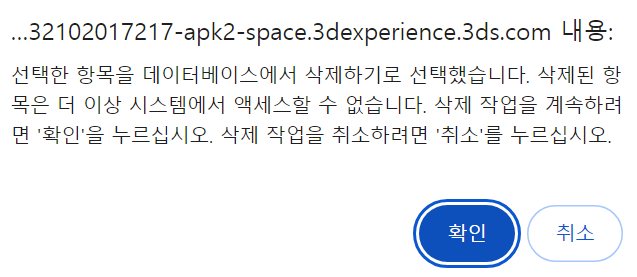 ...32102017217-apk2-space.3dexperience.3ds.com 내용:
선택한 항목을 데이터베이스에서 삭제하기로 선택했습니다. 삭제된 항
목은 더 이상 시스템에서 액세스할 수 없습니다. 삭제 작업을 계속하려
면 '확인'을 누르십시오. 삭제 작업을 취소하려면 '취소'를 누르십시오.
확인 취소